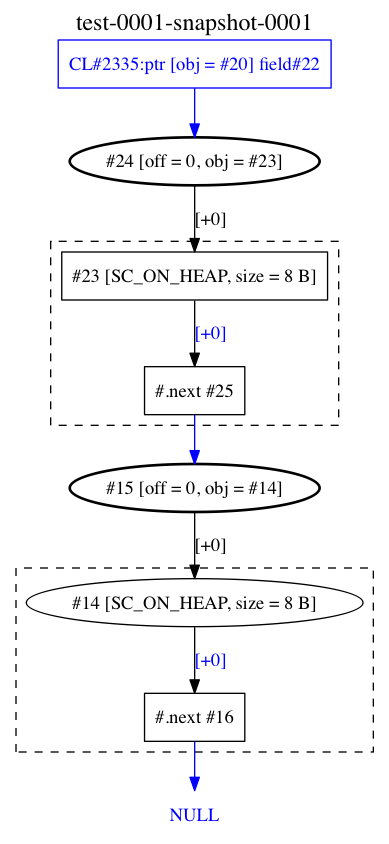 test-0001-snapshot-0001
CL#2335:ptr [obj = #20] field#22
#24 [off = 0, obj = #23]
[+0]
#23 [SC_ON_HEAP, size = 8 B]
[+0]
#.next #25
#15 [off = 0, obj = #14]
[+0]
#14 [SC_ON_HEAP, size = 8 B]
[+0]
#.next #16
NULL